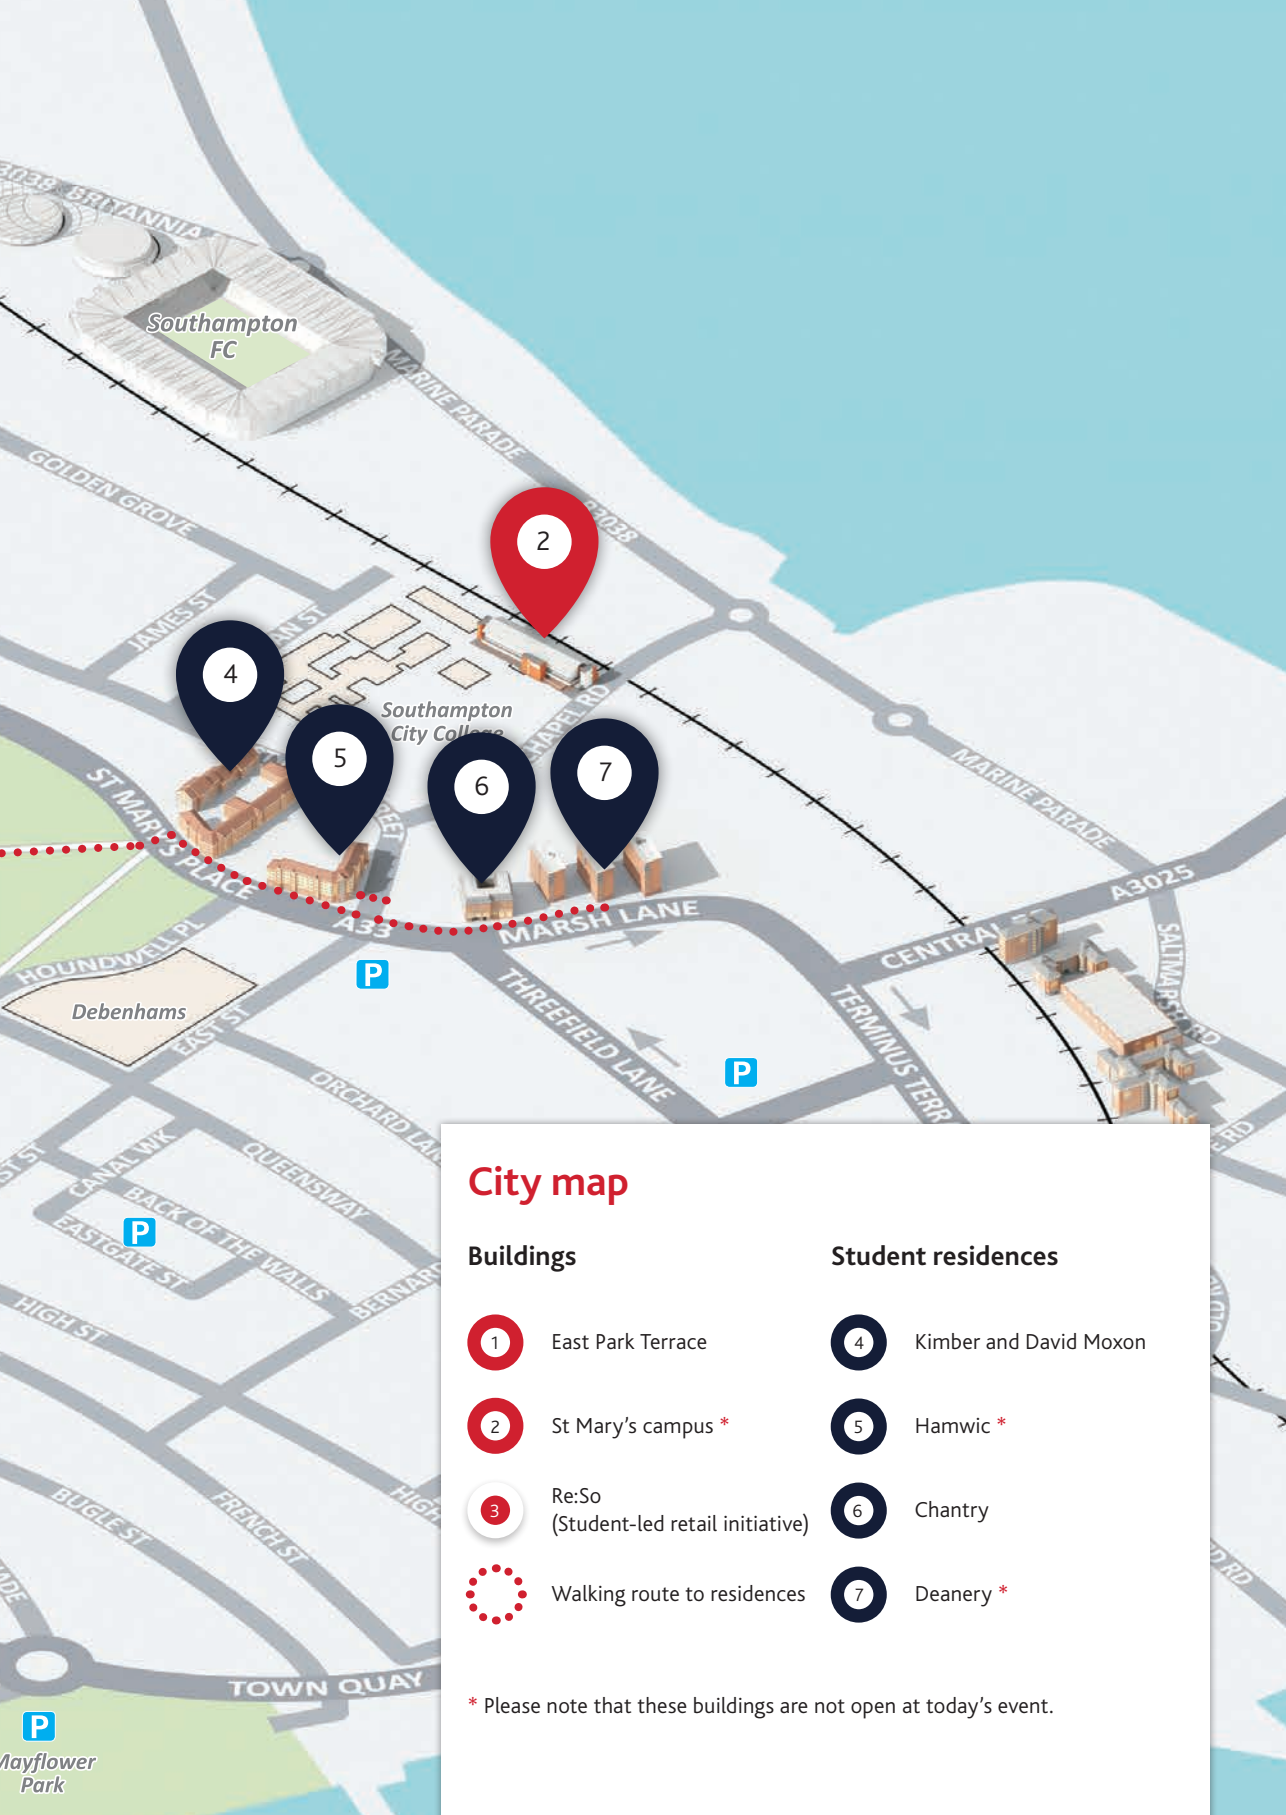 BRITANNIA
Southampton
FC
MARINE PARADE
GOLDEN GROVE
2
JAMES ST
4
Southampton
City College
CHAPEL RD
5
6
7
MARINE PARADE
ST MARY'S PLACE
A3025
A33
MARSH LANE
CENTRAL
SALTMARSH RD
HOUNDWELL PL
P
Debenhams
EAST ST
THREEFIELD LANE
TERMINUS TERR
P
ORCHARD LAN
CANAL WK
QUEENSWAY
BACK OF THE WALLS
P
EASTGATE ST
BERNARD
HIGH ST
HIGH
BUGLE ST
FRENCH ST
TOWN QUAY
P
Mayflower
Park
City map
Buildings
1 East Park Terrace
2 St Mary's campus *
3 Re:So
(Student-led retail initiative)
Walking route to residences
Student residences
4 Kimber and David Moxon
5 Hamwic *
6 Chantry
7 Deanery *
* Please note that these buildings are not open at today's event.